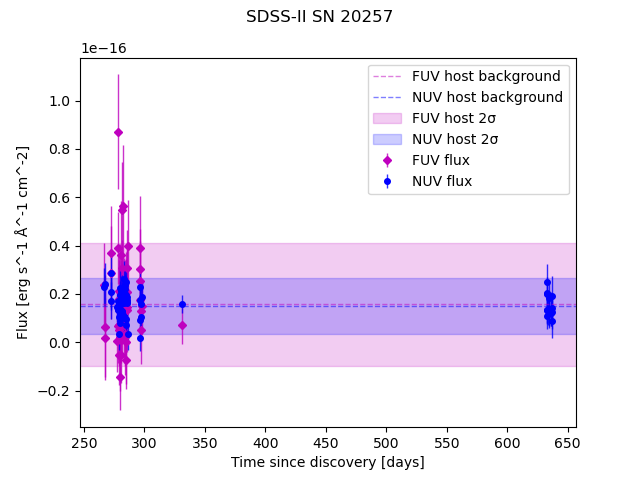 SDSS-II SN 20257
1e−16
FUV host background
NUV host background
FUV host 2σ
NUV host 2σ
FUV flux
NUV flux
1.0
0.8
0.6
0.4
0.2
0.0
−0.2
Flux [erg s^-1 Å^-1 cm^-2]
250 300 350 400 450 500 550 600 650
Time since discovery [days]